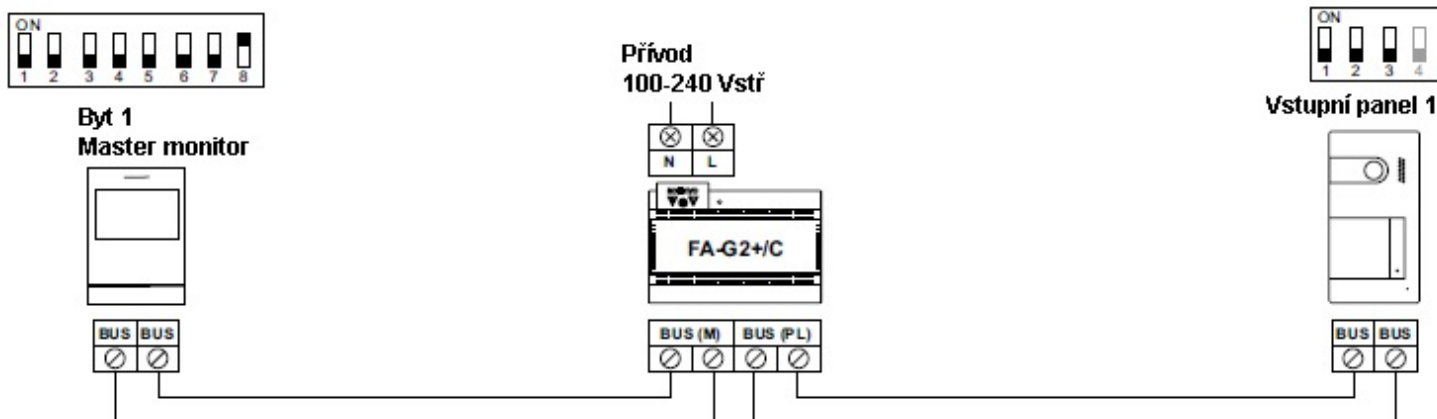 ON
1 2 3 4 5 6 7 8
Byt 1
Master monitor
BUS BUS
Přívod
100-240 Vstř
N L
FA-G2+/C
BUS (M) BUS (PL)
ON
1 2 3 4
Vstupní panel 1
BUS BUS